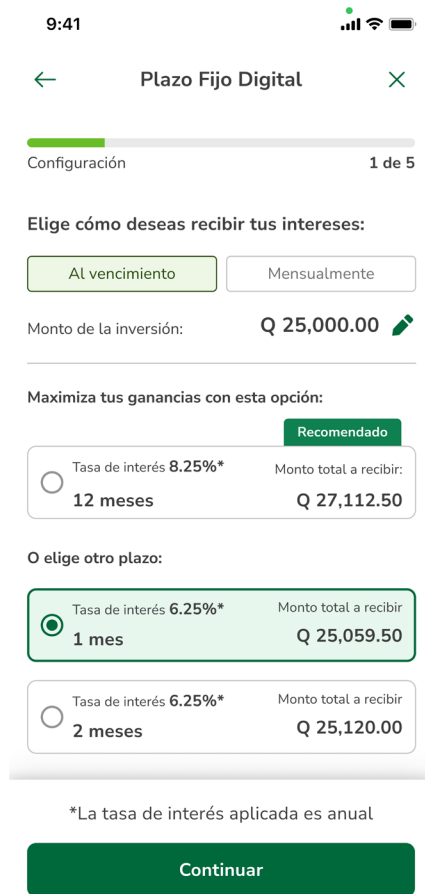 9:41
Plazo Fijo Digital
Configuración 1 de 5
Elige cómo deseas recibir tus intereses:
Al vencimiento Mensualmente
Monto de la inversión: Q 25,000.00
Maximiza tus ganancias con esta opción:
Recomendado
Tasa de interés 8.25%* Monto total a recibir:
12 meses Q 27,112.50
O elige otro plazo:
Tasa de interés 6.25%* Monto total a recibir
1 mes Q 25,059.50
Tasa de interés 6.25%* Monto total a recibir
2 meses Q 25,120.00
*La tasa de interés aplicada es anual
Continuar